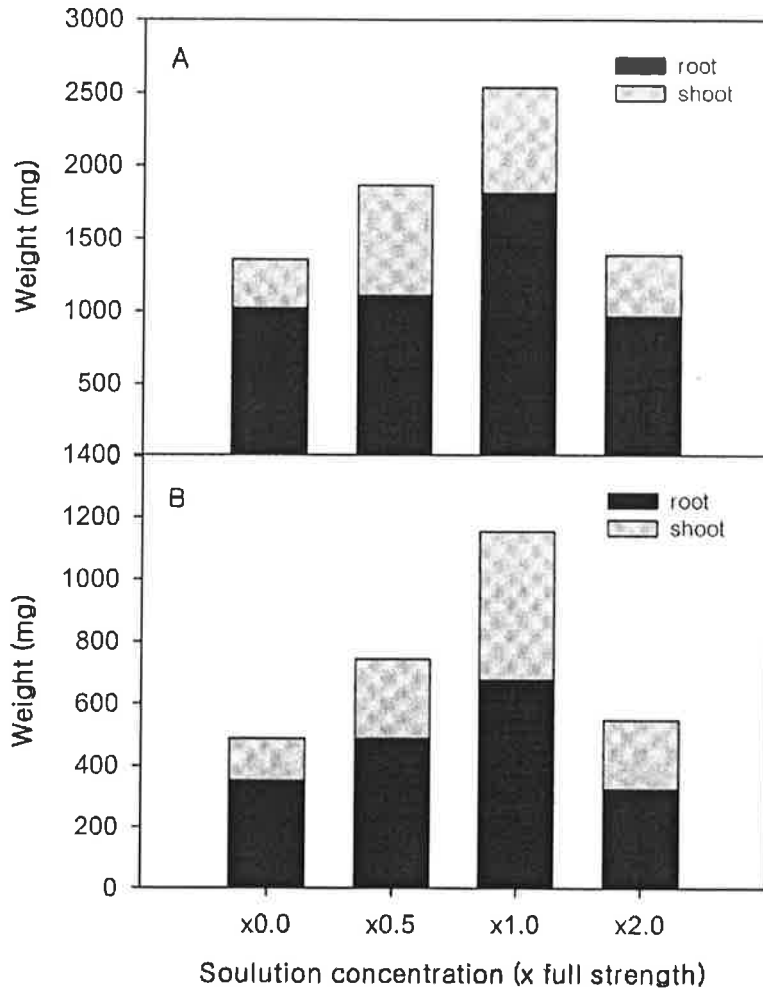 3000
A
root
shoot
2500
2000
1500
1000
500
Weight (mg)
1400
B
root
shoot
1200
1000
800
600
400
200
0
Weight (mg)
x0.0 x0.5 x1.0 x2.0
Soulution concentration (x full strength)